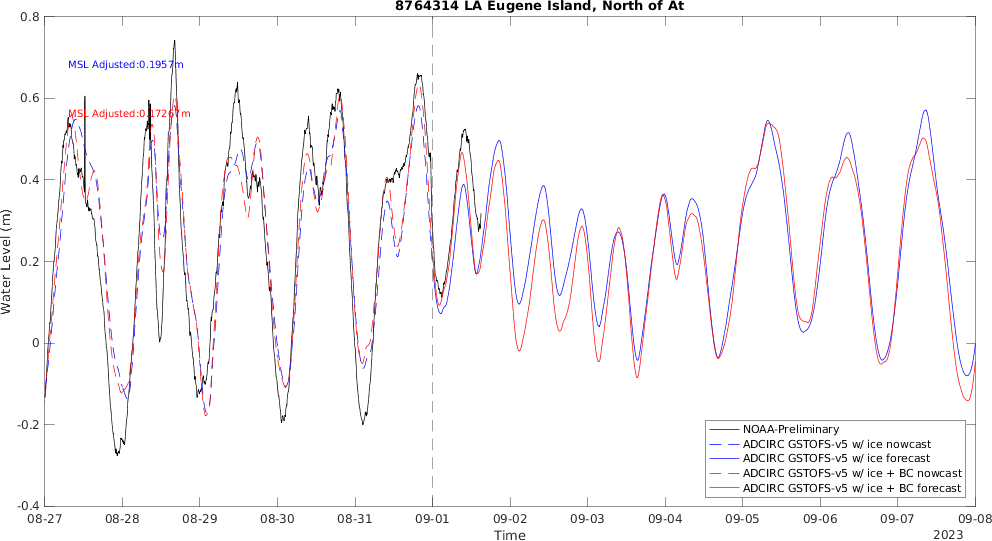 8764314 LA Eugene Island, North of At
0.8
0.6
0.4
0.2
0
-0.2
-0.4
Water Level (m)
MSL Adjusted:0.1957m
MSL Adjusted:0.17267m
NOAA-Preliminary
ADCIRC GSTOFS-v5 w/ ice nowcast
ADCIRC GSTOFS-v5 w/ ice forecast
ADCIRC GSTOFS-v5 w/ ice + BC nowcast
ADCIRC GSTOFS-v5 w/ ice + BC forecast
08-27 08-28 08-29 08-30 08-31 09-01 09-02 09-03 09-04 09-05 09-06 09-07 09-08
Time
2023